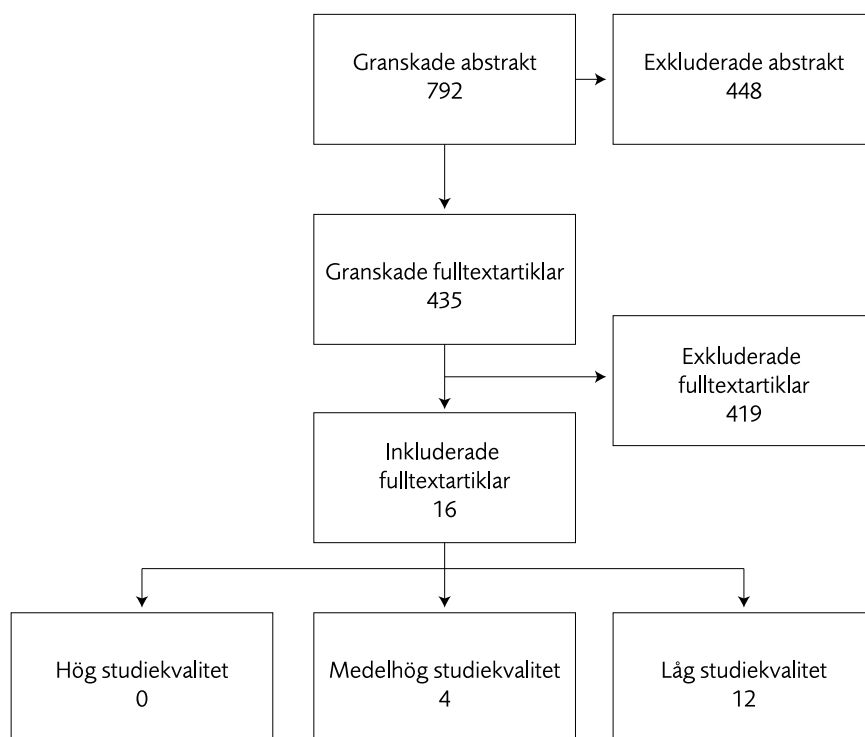 Granskade abstrakt
792
Exkluderade abstrakt
448
Granskade fulltextartiklar
435
Exkluderade
fulltextartiklar
419
Inkluderade
fulltextartiklar
16
Hög studiekvalitet
0
Medelhög studiekvalitet
4
Låg studiekvalitet
12